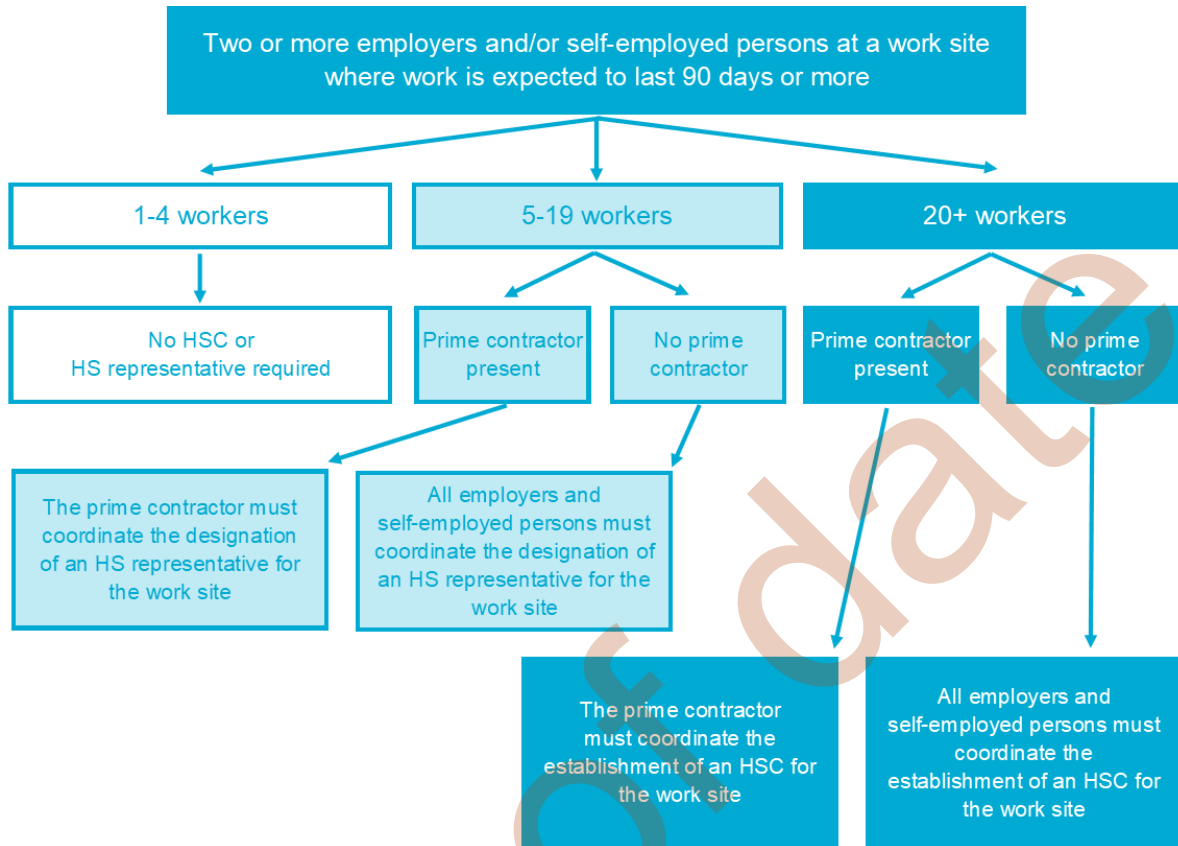 Two or more employers and/or self-employed persons at a work site
where work is expected to last 90 days or more
1-4 workers
5-19 workers
20+ workers
No HSC or
HS representative required
Prime contractor
present
No prime
contractor
Prime contractor
present
No prime
contractor
The prime contractor must
coordinate the designation
of an HS representative for
the work site
All employers and
self-employed persons must
coordinate the designation of
an HS representative for the
work site
The prime contractor
must coordinate the
establishment of an HSC for
the work site
All employers and
self-employed persons must
coordinate the
establishment of an HSC for
the work site
of date